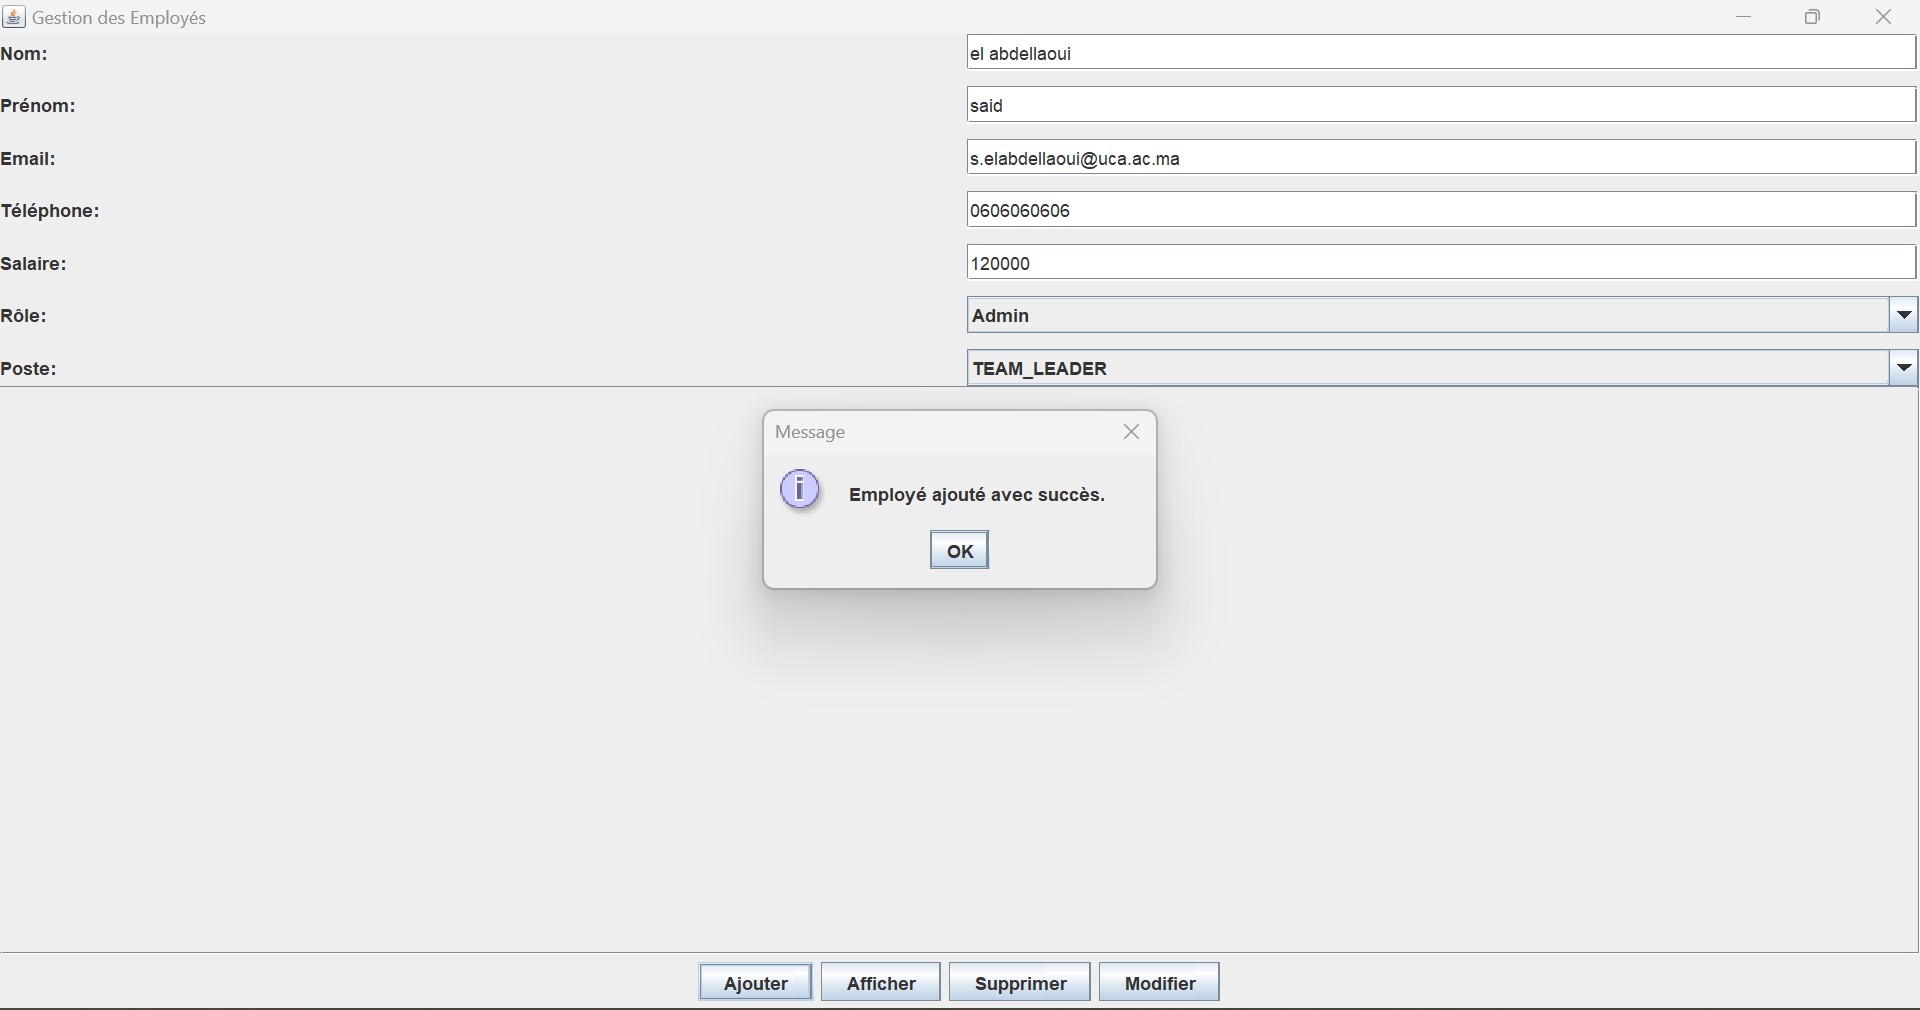 Gestion des Employés
Nom: el abdellaoui
Prénom: said
Email: s.elabdellaoui@uca.ac.ma
Téléphone: 0606060606
Salaire: 120000
Rôle: Admin
Poste: TEAM_LEADER
Message
i
Employé ajouté avec succès.
OK
Ajouter Afficher Supprimer Modifier